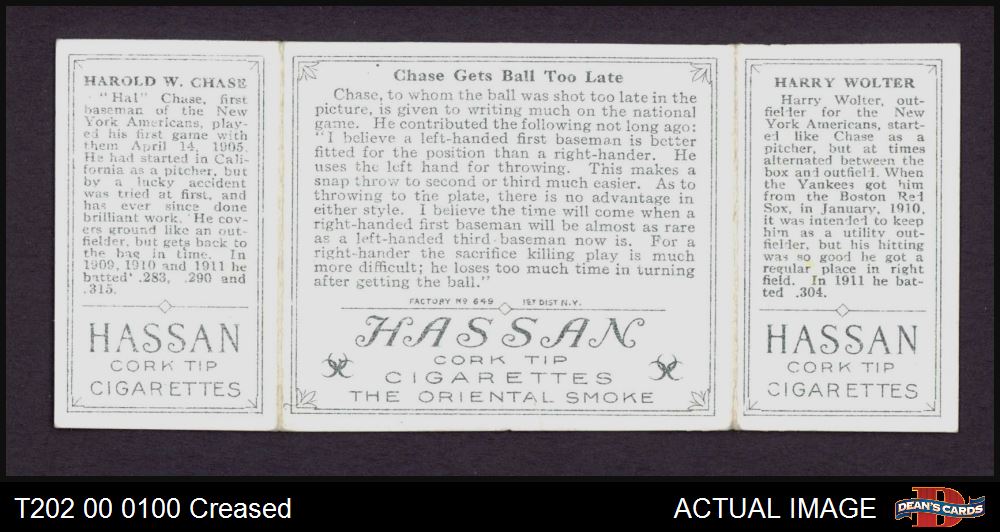 HAROLD W. CHASE
"Hal" Chase, first
baseman of the New
York Americans, play-
ed his first game with
them April 14, 1905.
He had started in Cali-
fornia as a pitcher, but
by a lucky accident
was tried at first, and
has ever since done
brilliant work. He cov-
ers ground like an out-
fielder, but gets back to
the bag in time. In
1909, 1910 and 1911 he
batted .283, .290 and
.315.
HASSAN
CORK TIP
CIGARETTES
Chase Gets Ball Too Late
Chase, to whom the ball was shot too late in the
picture, is given to writing much on the national
game. He contributed the following not long ago:
"I believe a left-handed first baseman is better
fitted for the position than a right-hander. He
uses the left hand for throwing. This makes a
snap throw to second or third much easier. As to
throwing to the plate, there is no advantage in
either style. I believe the time will come when a
right-handed first baseman will be almost as rare
as a left-handed third baseman now is. For a
right-hander the sacrifice killing play is much
more difficult; he loses too much time in turning
after getting the ball."
FACTORY Nº 649 1ST DIST N.Y.
HASSAN
CORK TIP
CIGARETTES
THE ORIENTAL SMOKE
HARRY WOLTER
Harry Wolter, out-
fielder for the New
York Americans, start-
ed like Chase as a
pitcher, but at times
alternated between the
box and outfield. When
the Yankees got him
from the Boston Red
Sox, in January, 1910,
it was intended to keep
him as a utility out-
fielder, but his hitting
was so good he got a
regular place in right
field. In 1911 he bat-
ted .304.
HASSAN
CORK TIP
CIGARETTES
T202 00 0100 Creased
ACTUAL IMAGE
D
DEAN'S CARDS